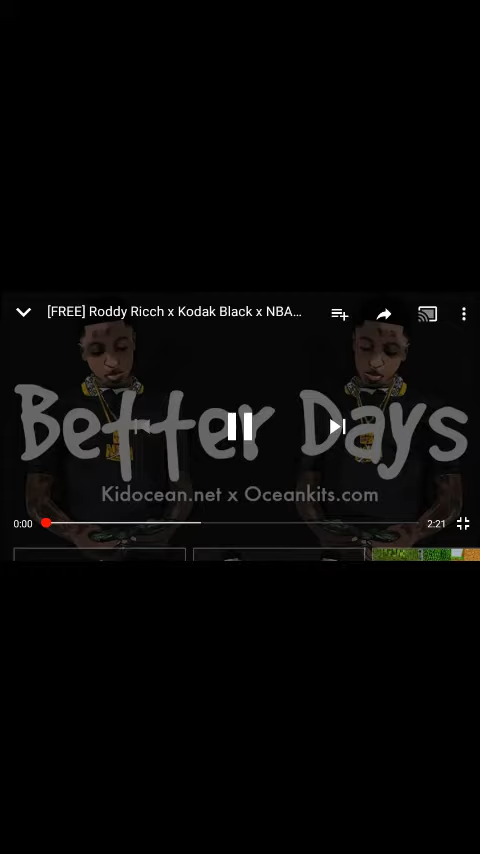 [FREE] Roddy Ricch x Kodak Black x NBA...
Better Days
Kidocean.net x Oceankits.com
0:00
2:21